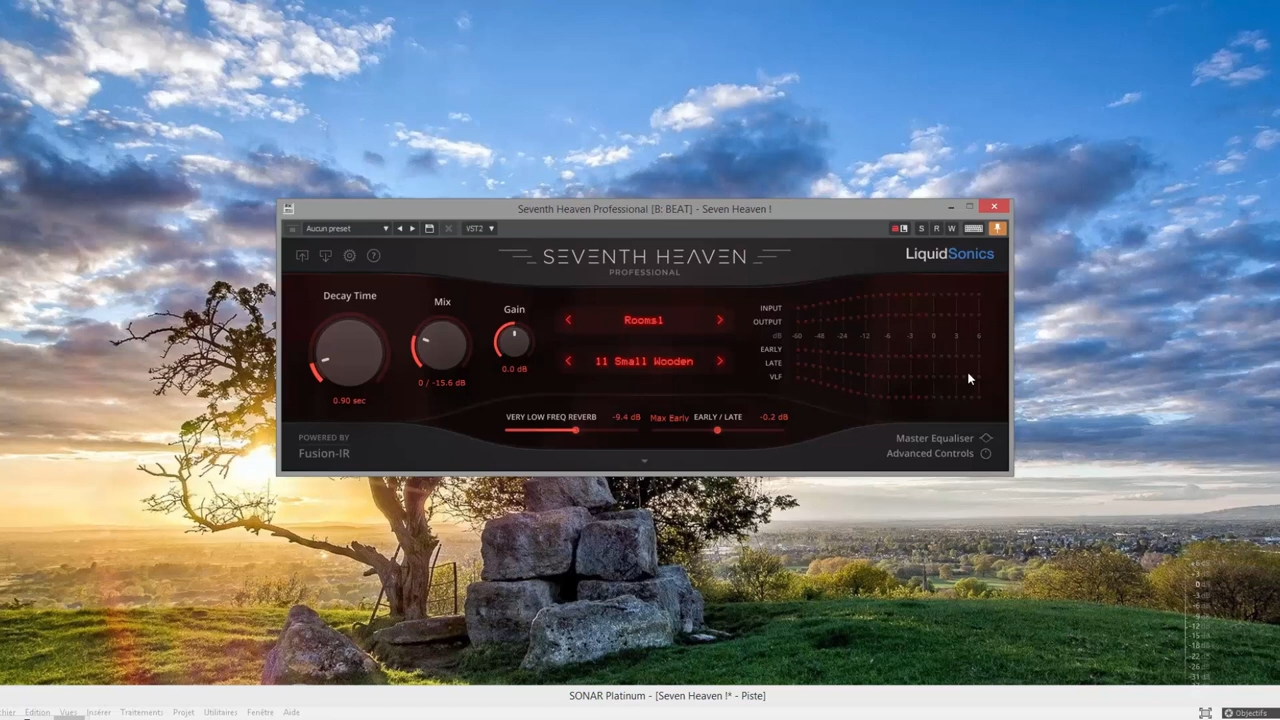 Seventh Heaven Professional [B: BEAT] - Seven Heaven !
Aucun preset
VST2
L
S
R
W
SEVENTH HEAVEN
PROFESSIONAL
LiquidSonics
Decay Time
0.90 sec
Mix
0 / -15.6 dB
Gain
0.0 dB
Rooms1
11 Small Wooden
INPUT
OUTPUT
dB -60 -48 -24 -12 -6 -3 0 3 6
EARLY
LATE
VLF
VERY LOW FREQ REVERB -9.4 dB
Max Early EARLY / LATE -0.2 dB
POWERED BY
Fusion-IR
Master Equaliser
Advanced Controls
SONAR Platinum - [Seven Heaven !* - Piste]
chier Edition Vues Insérer Traitements Projet Utilitaires Fenêtre Aide
Objectifs